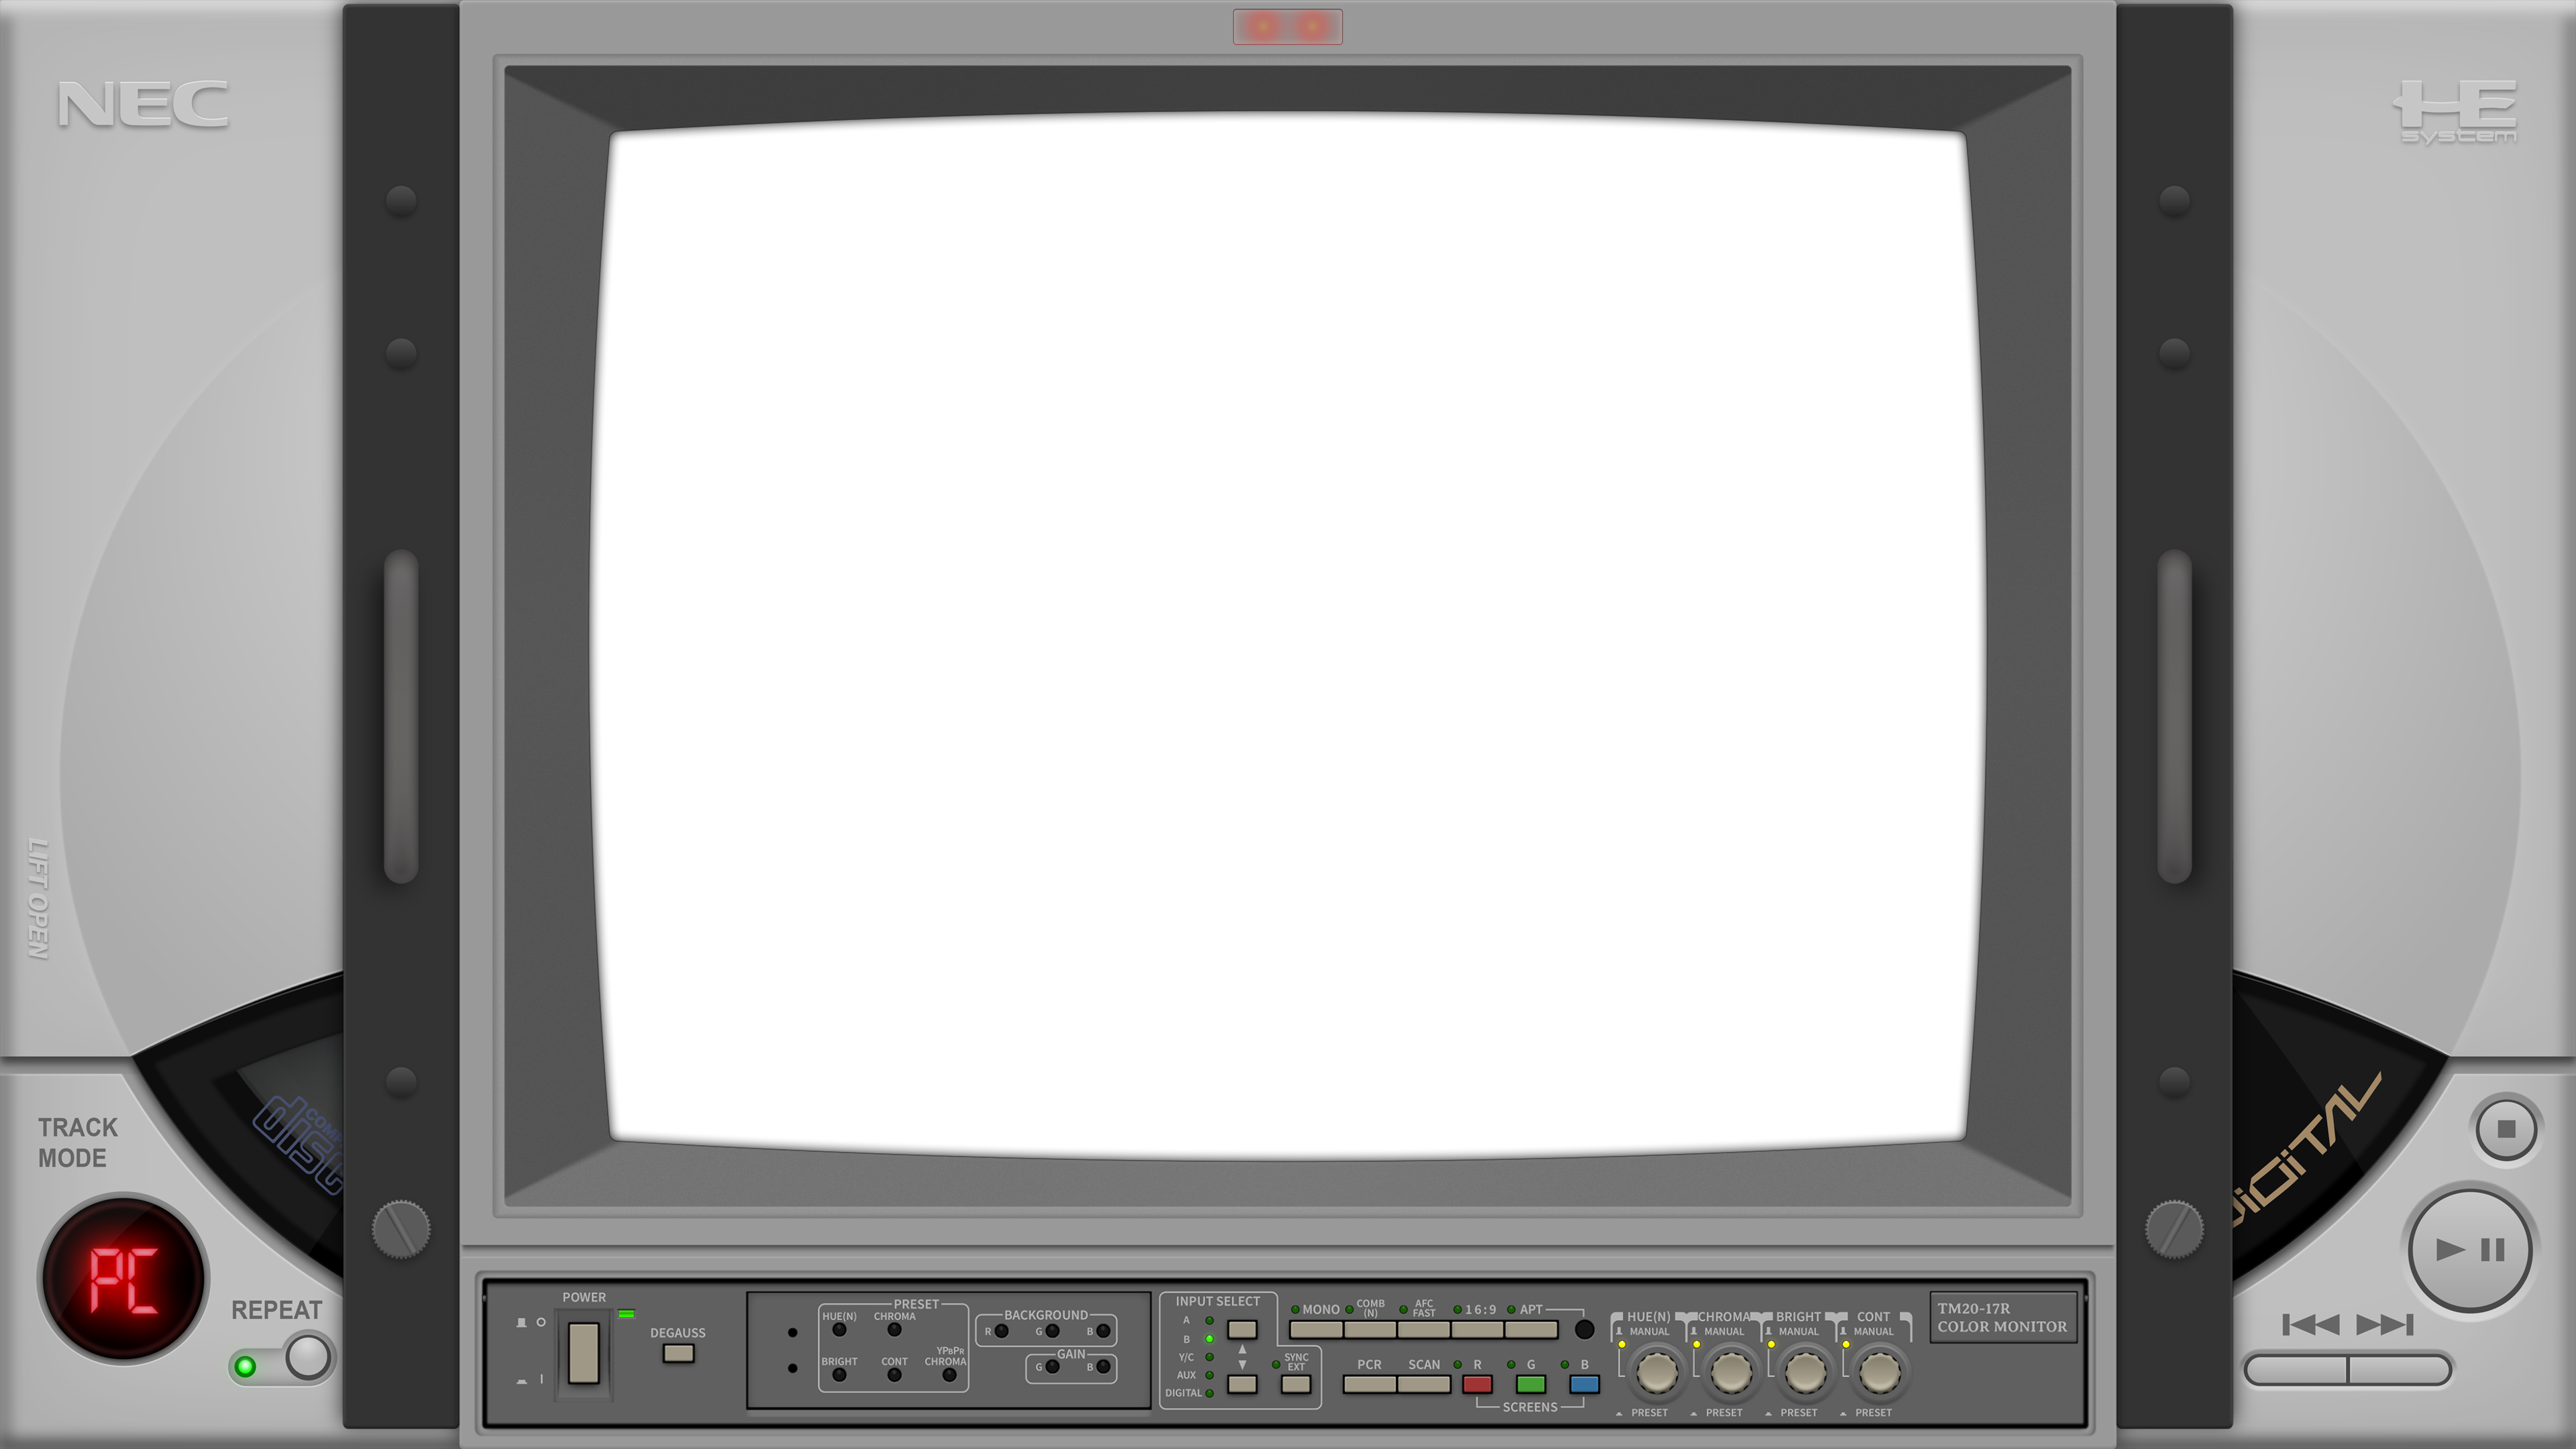 NEC
HE
system
LIFT OPEN
COMP
disc
DIGITAL
TRACK
MODE
PC
REPEAT
POWER
DEGAUSS
PRESET
HUE(N)
CHROMA
BRIGHT
CONT
YPBPR
CHROMA
BACKGROUND
R
G
B
GAIN
G
B
INPUT SELECT
A
B
Y/C
AUX
DIGITAL
SYNC
EXT
MONO
COMB
(N)
AFC
FAST
16:9
APT
PCR
SCAN
R
G
B
SCREENS
HUE(N)
CHROMA
BRIGHT
CONT
MANUAL
MANUAL
MANUAL
MANUAL
PRESET
PRESET
PRESET
PRESET
TM20-17R
COLOR MONITOR